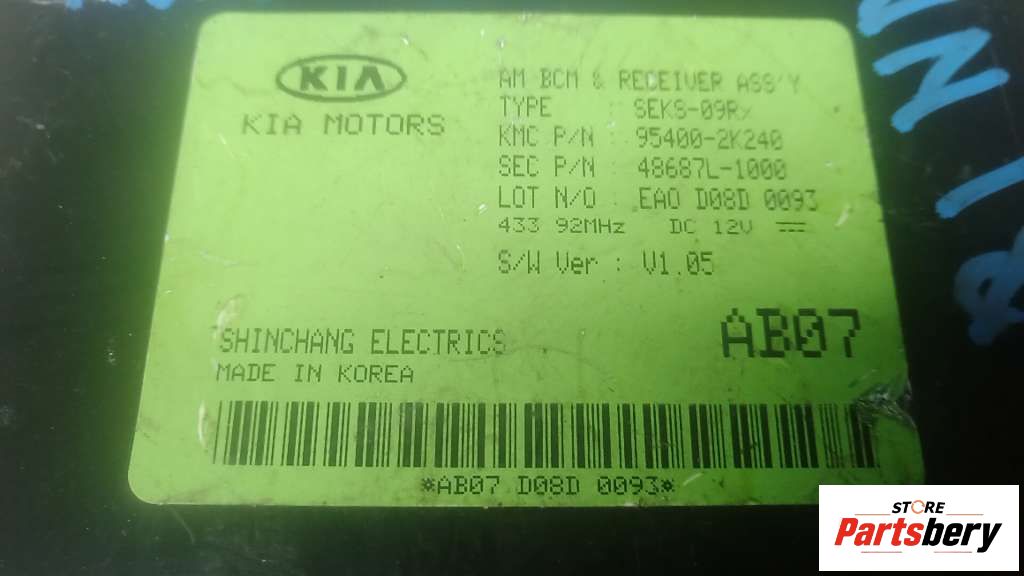 KIA
KIA MOTORS
AM BCM & RECEIVER ASS'Y
TYPE : SEKS-09Rx
KMC P/N : 95400-2K240
SEC P/N : 48687L-1000
LOT N/O : EAO D08D 0093
433 92MHz DC 12V
S/W Ver : V1.05
SHINCHANG ELECTRICS
AB07
MADE IN KOREA
*AB07 D08D 0093*
STORE
Partsbery